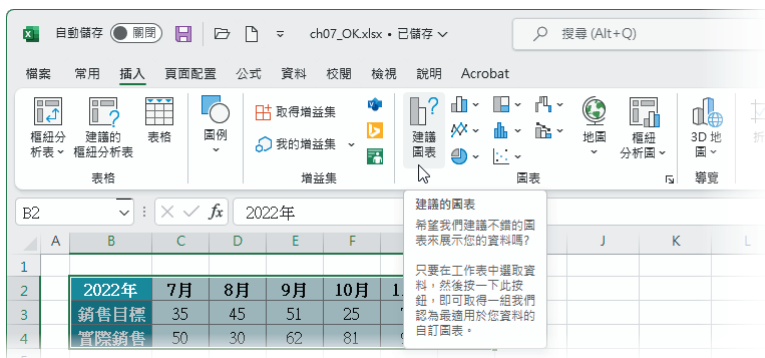 自動儲存 關閉 ch07_OK.xlsx • 已儲存 搜尋 (Alt+Q)
檔案 常用 插入 頁面配置 公式 資料 校閱 檢視 說明 Acrobat
樞紐分析表 建議的樞紐分析表 表格 圖例 取得增益集 我的增益集 建議圖表 地圖 樞紐分析圖 3D 地圖
表格 增益集 圖表 導覽
B2 fx 2022年
A B C D E F J K L
1
2 2022年 7月 8月 9月 10月
3 銷售目標 35 45 51 25
4 實際銷售 50 30 62 81
建議的圖表
希望我們建議不錯的圖
表來展示您的資料嗎?
只要在工作表中選取資
料，然後按一下此按
鈕，即可取得一組我們
認為最適用於您資料的
自訂圖表。